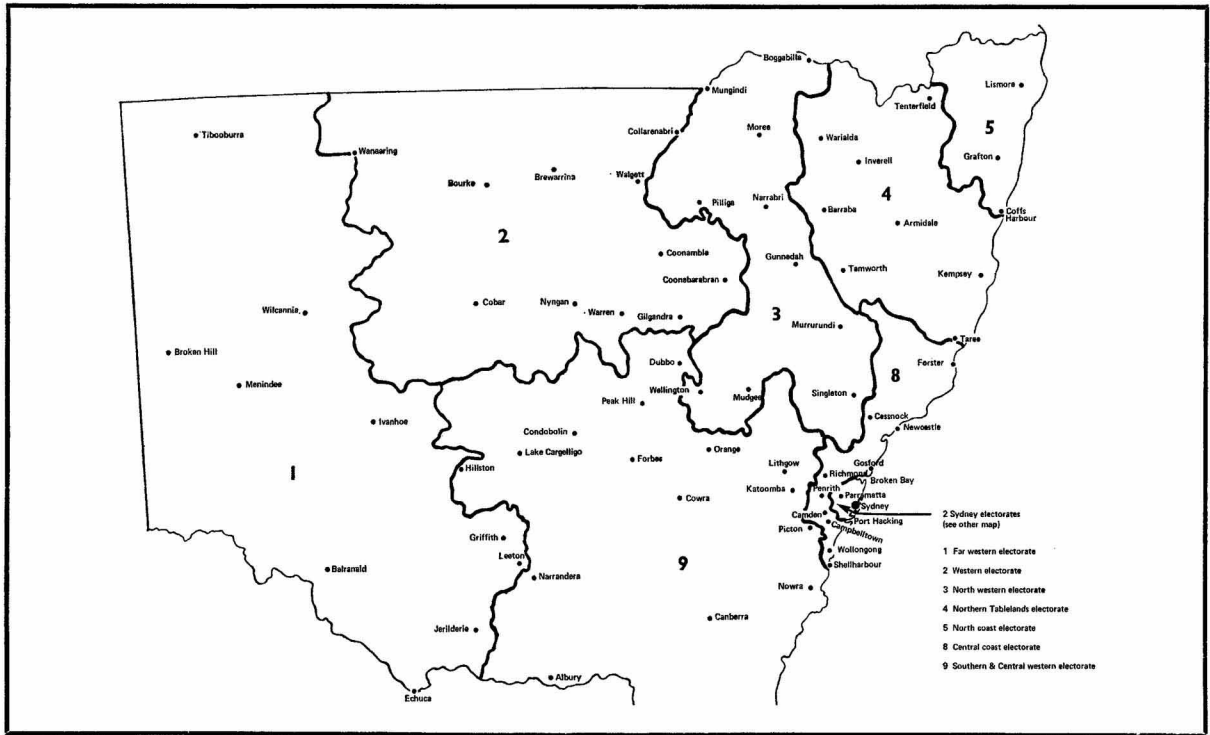 Boggabilla
Mungindi
Lismore
Tenterfield
Tibooburra
Collarenabri
Moree
5
Warialda
Wanaaring
Inverell
Grafton
Bourke
Brewarrina
Walgett
4
Pilliga
Narrabri
Barraba
Coffs
Harbour
Armidale
2
Coonamble
Gunnedah
Tamworth
Kempsey
Coonabarabran
Cobar
Nyngan
Warren
Gilgandra
3
Wilcannia
Murrurundi
Taree
Broken Hill
Dubbo
Forster
8
Menindee
Wellington
Mudgee
Singleton
Peak Hill
Cessnock
Ivanhoe
Newcastle
Condobolin
Lake Cargelligo
Forbes
Orange
Hillston
Lithgow
Gosford
1
Richmond
Broken Bay
Katoomba
Penrith
Parramatta
Cowra
Sydney
Camden
Port Hacking
2 Sydney electorates
(see other map)
Picton
Campbelltown
Griffith
Wollongong
1 Far western electorate
Leeton
9
Shellharbour
2 Western electorate
Balranald
Narrandera
Nowra
3 North western electorate
4 Northern Tablelands electorate
Canberra
Jerilderie
5 North coast electorate
8 Central coast electorate
9 Southern & Central western electorate
Albury
Echuca